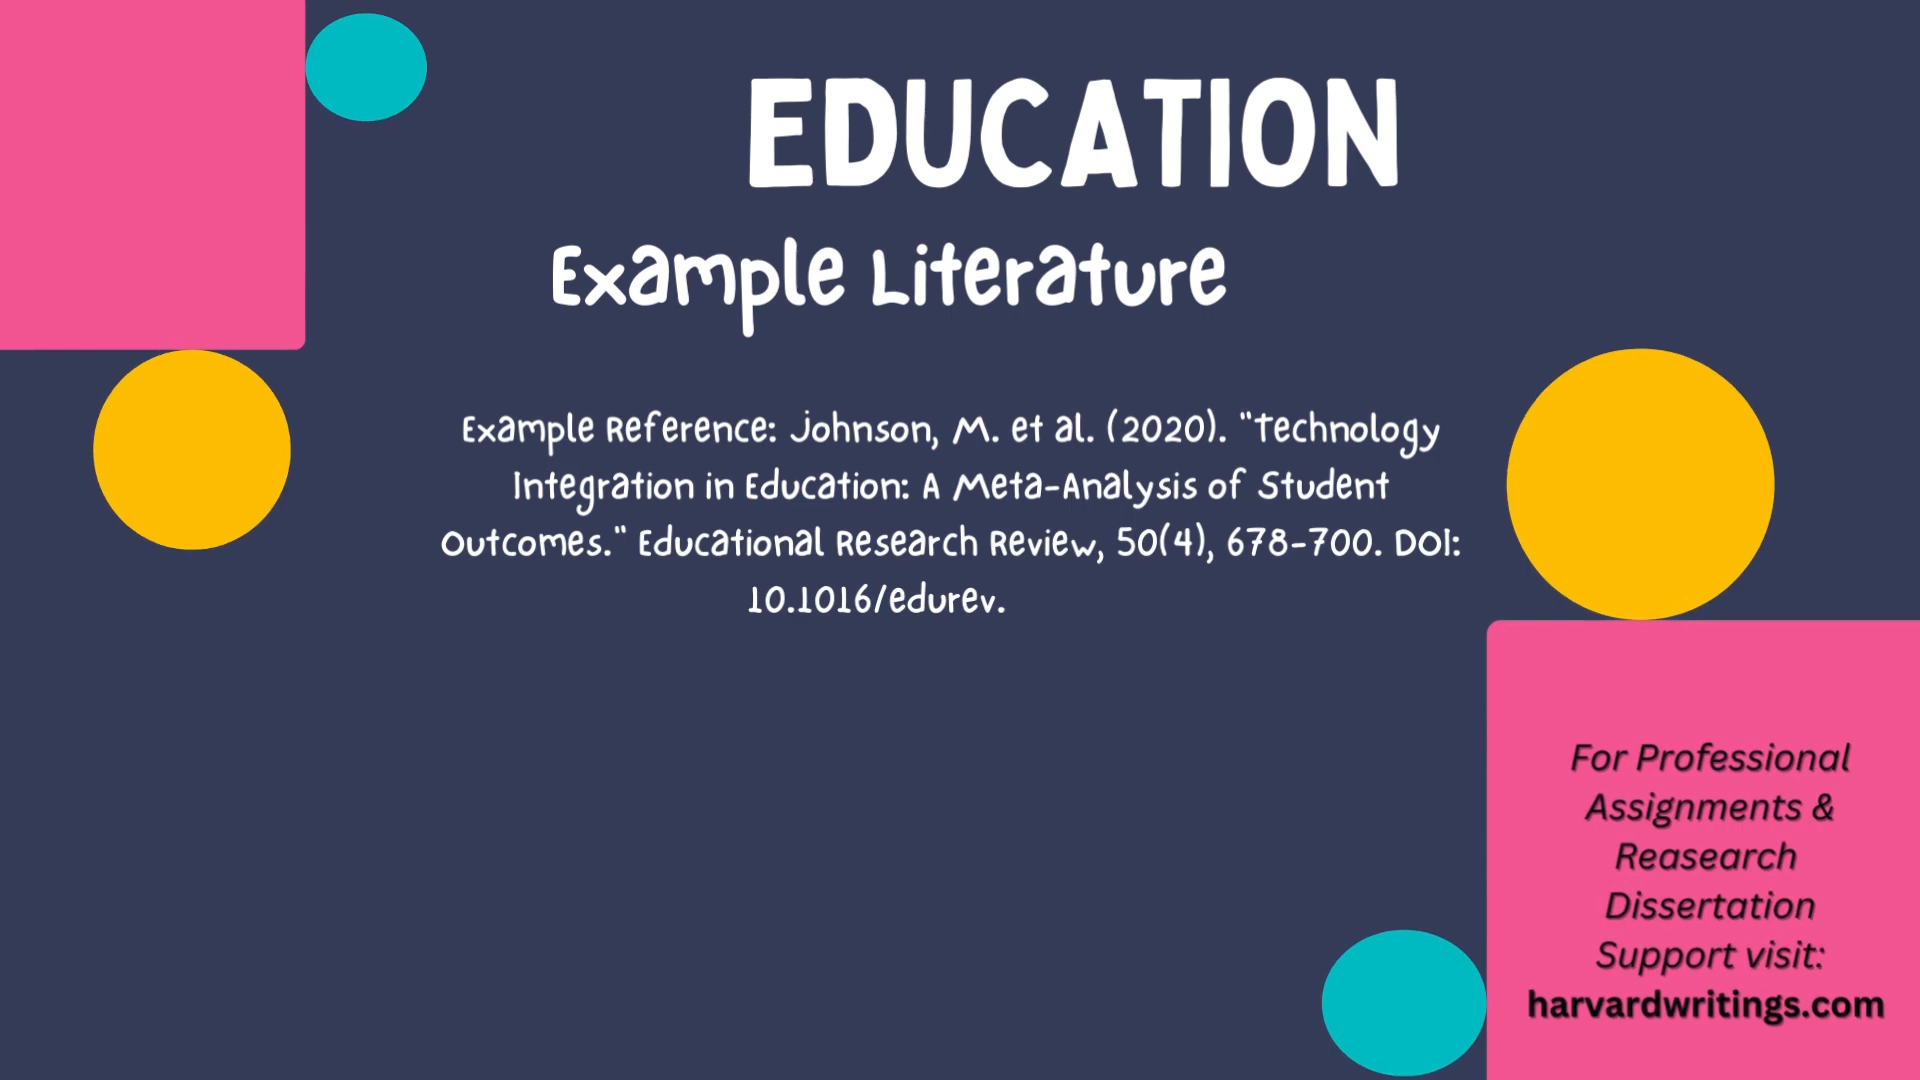 EDUCATION
Example Literature
Example Reference: Johnson, M. et al. (2020). "Technology
Integration in Education: A Meta-Analysis of Student
Outcomes." Educational Research Review, 50(4), 678-700. DOI:
10.1016/edurev.
For Professional
Assignments &
Reasearch
Dissertation
Support visit:
harvardwritings.com